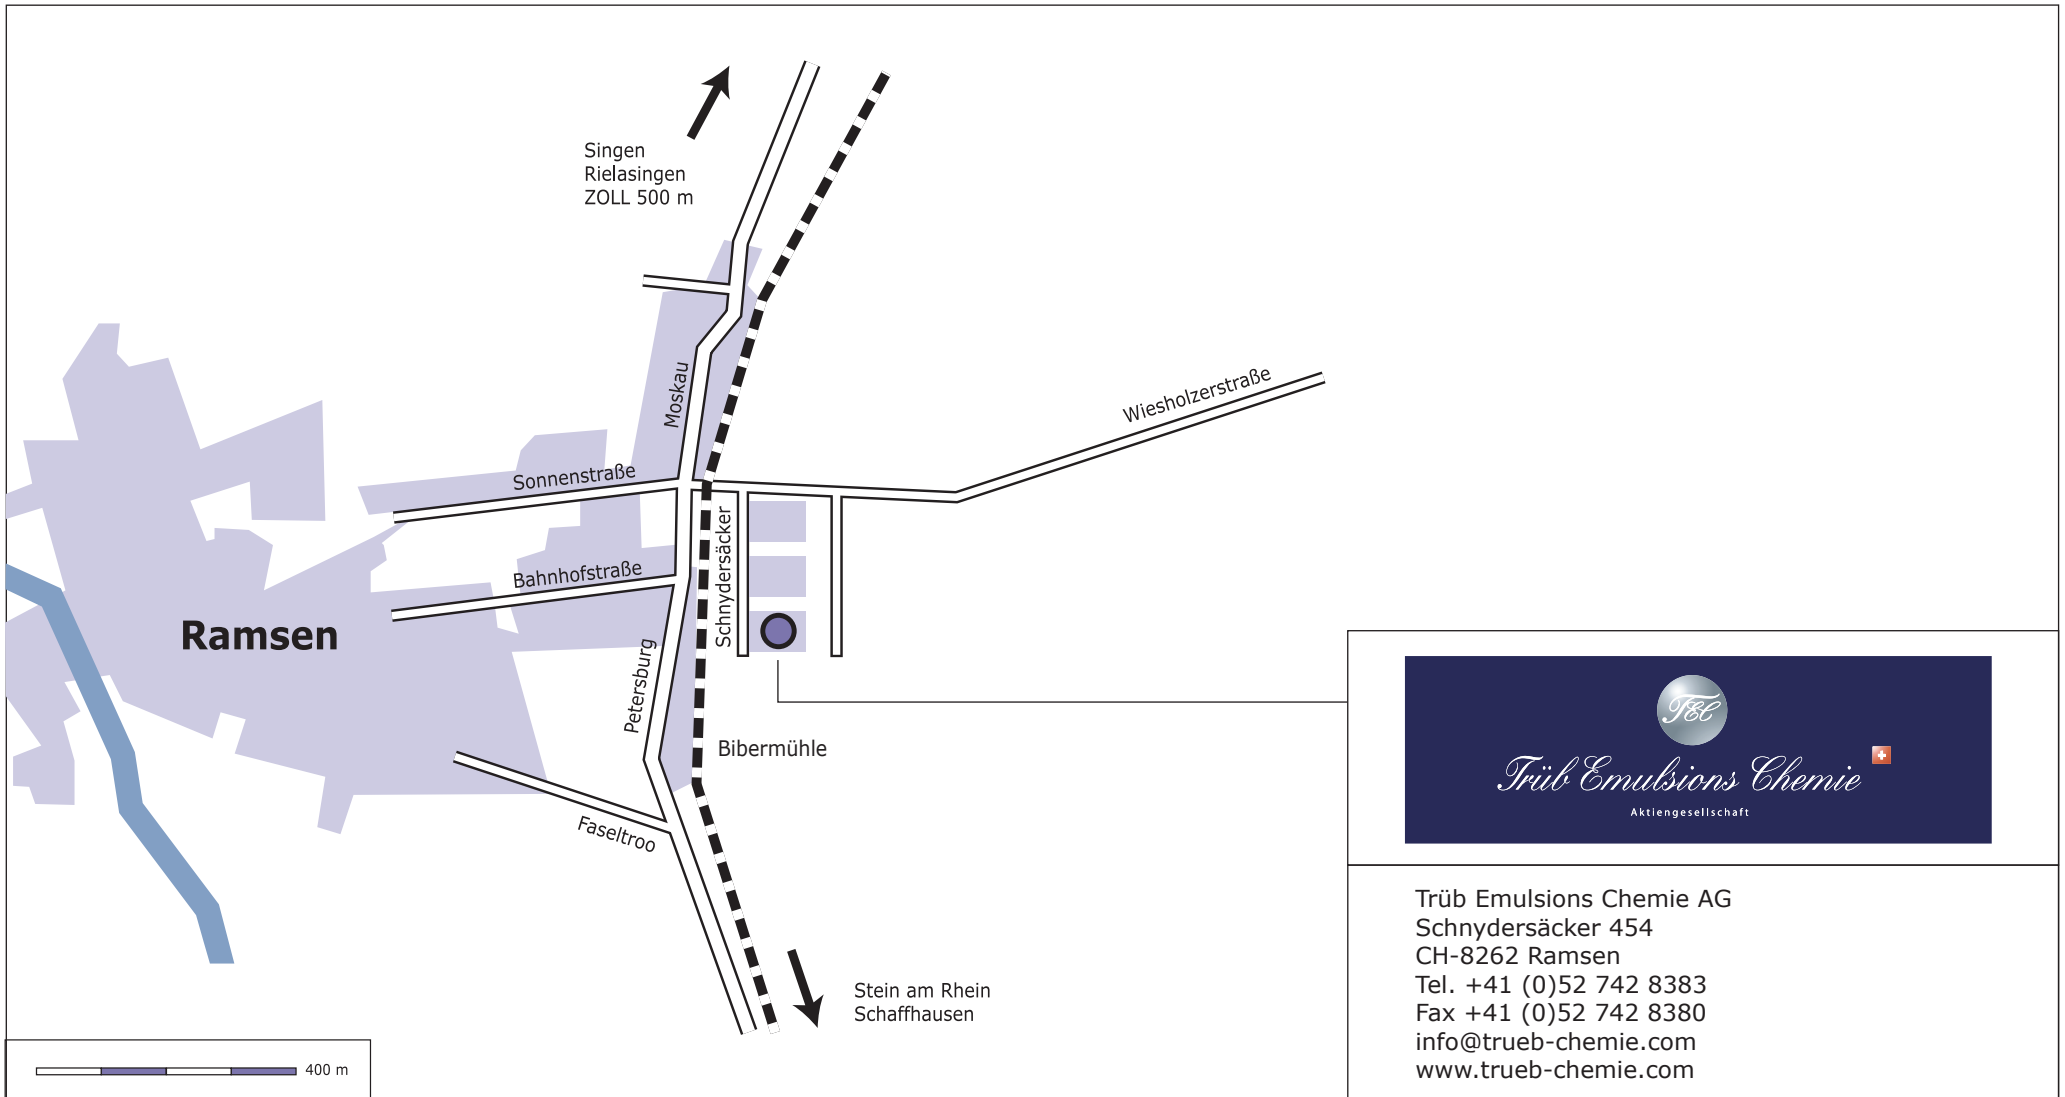 Singen
Rielasingen
ZOLL 500 m
Moskau
Wiesholzerstraße
Sonnenstraße
Schnydersäcker
Bahnhofstraße
Ramsen
Petersburg
Bibermühle
Faseltroo
Stein am Rhein
Schaffhausen
400 m
TEC
Trüb Emulsions Chemie
Aktiengesellschaft
Trüb Emulsions Chemie AG
Schnydersäcker 454
CH-8262 Ramsen
Tel. +41 (0)52 742 8383
Fax +41 (0)52 742 8380
info@trueb-chemie.com
www.trueb-chemie.com